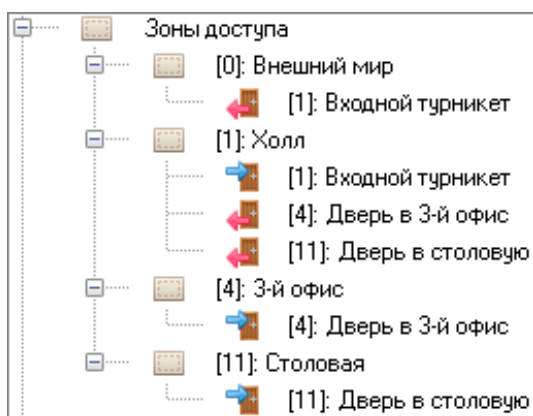 Зоны доступа
[0]: Внешний мир
[1]: Входной турникет
[1]: Холл
[1]: Входной турникет
[4]: Дверь в 3-й офис
[11]: Дверь в столовую
[4]: 3-й офис
[4]: Дверь в 3-й офис
[11]: Столовая
[11]: Дверь в столовую